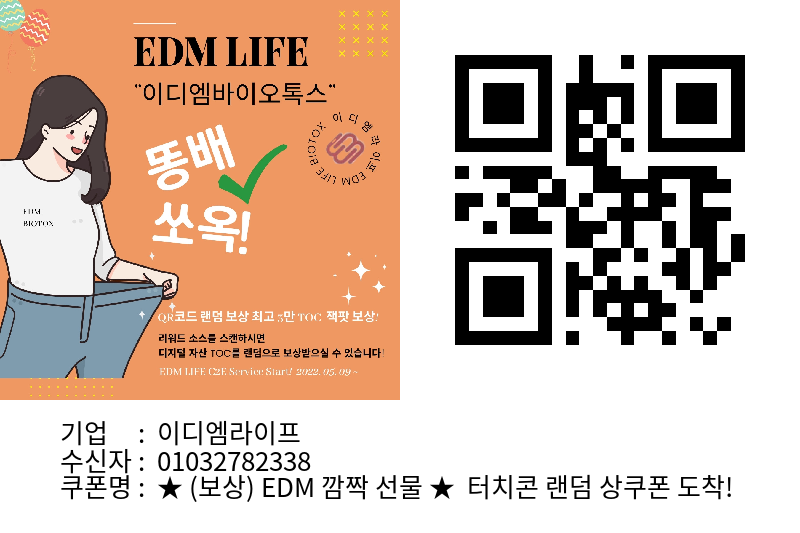 EDM LIFE
"이디엠바이오톡스"
똥배
쏘옥!
이 디 엠 라 이 프 EDM LIFE BIOTOX
EDM
BIOTOX
QR코드 랜덤 보상 최고 5만 TOC 잭팟 보상!
리워드 소스를 스캔하시면
디지털 자산 TOC를 랜덤으로 보상받으실 수 있습니다!
EDM LIFE C2E Service Start! 2022. 05. 09 ~
기업 : 이디엠라이프
수신자 : 01032782338
쿠폰명 : ★ (보상) EDM 깜짝 선물 ★ 터치콘 랜덤 상쿠폰 도착!